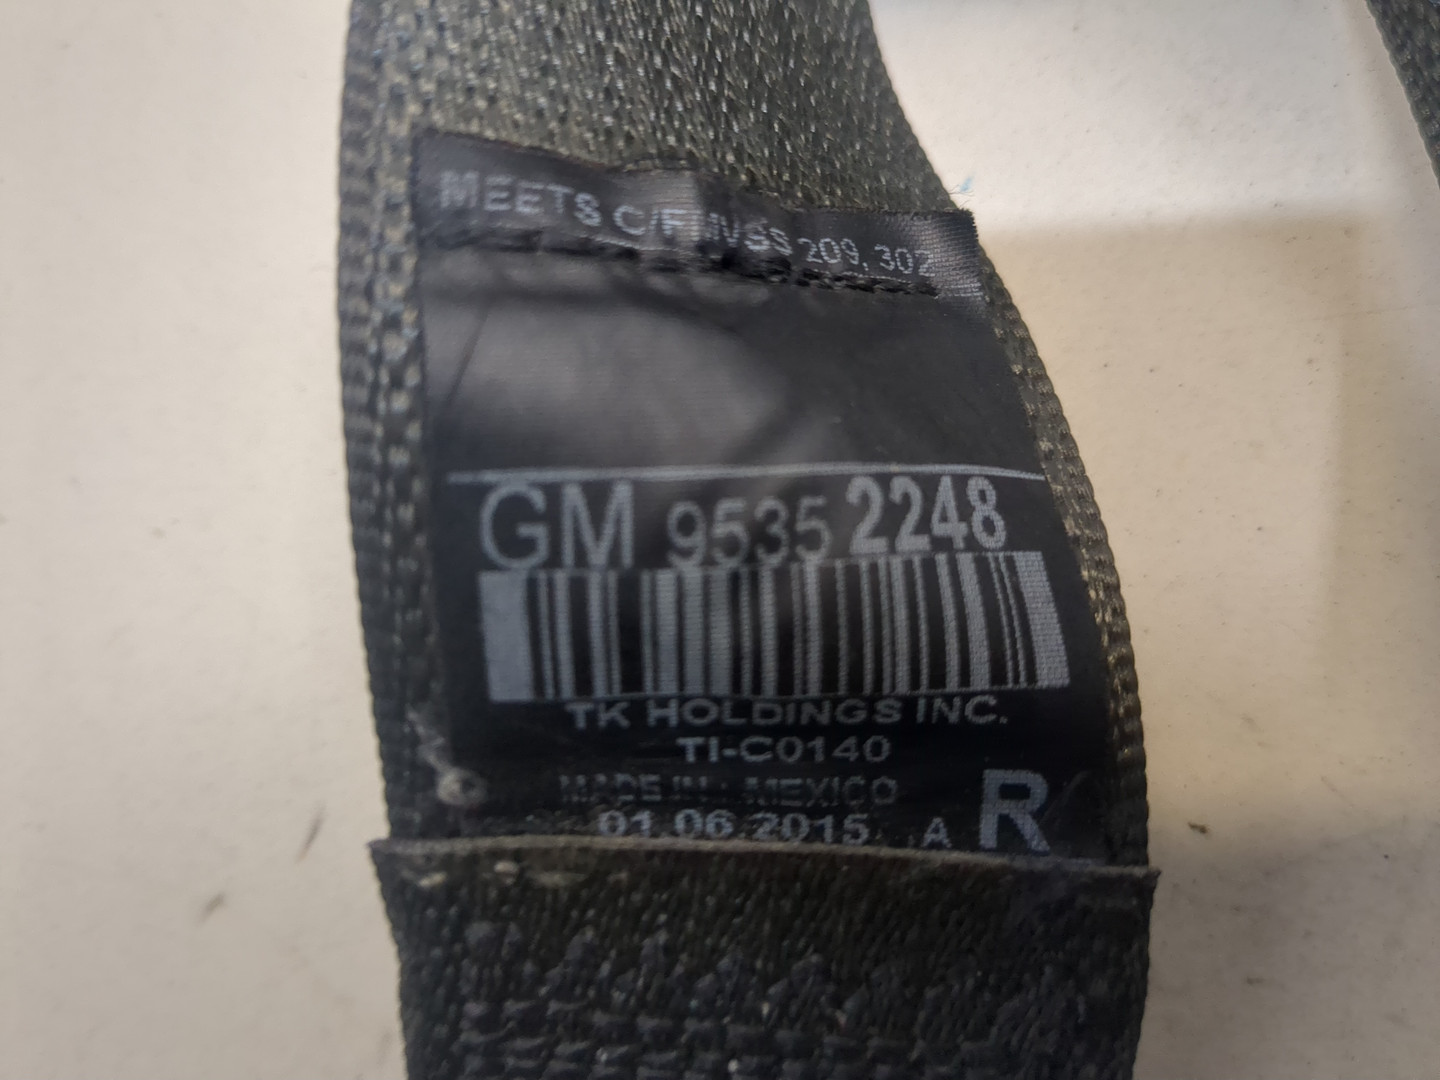 MEETS C/FMVSS 209, 302
GM 9535 2248
TK HOLDINGS INC.
TI-C0140
MADE IN : MEXICO
01.06.2015 A R